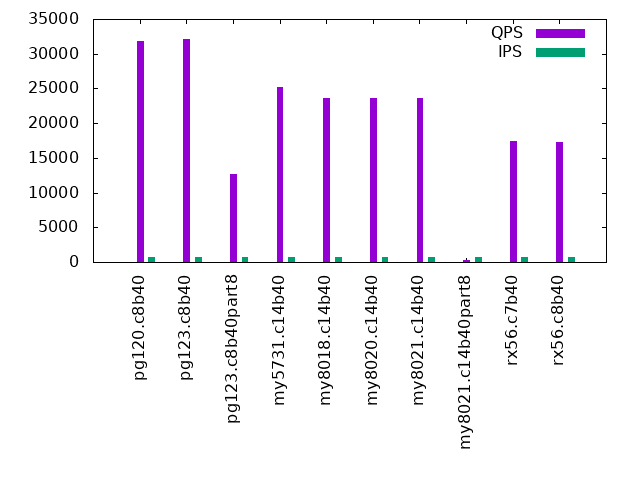 35000
30000
25000
20000
15000
10000
5000
0
QPS
IPS
pg120.c8b40
pg123.c8b40
pg123.c8b40part8
my5731.c14b40
my8018.c14b40
my8020.c14b40
my8021.c14b40
my8021.c14b40part8
rx56.c7b40
rx56.c8b40